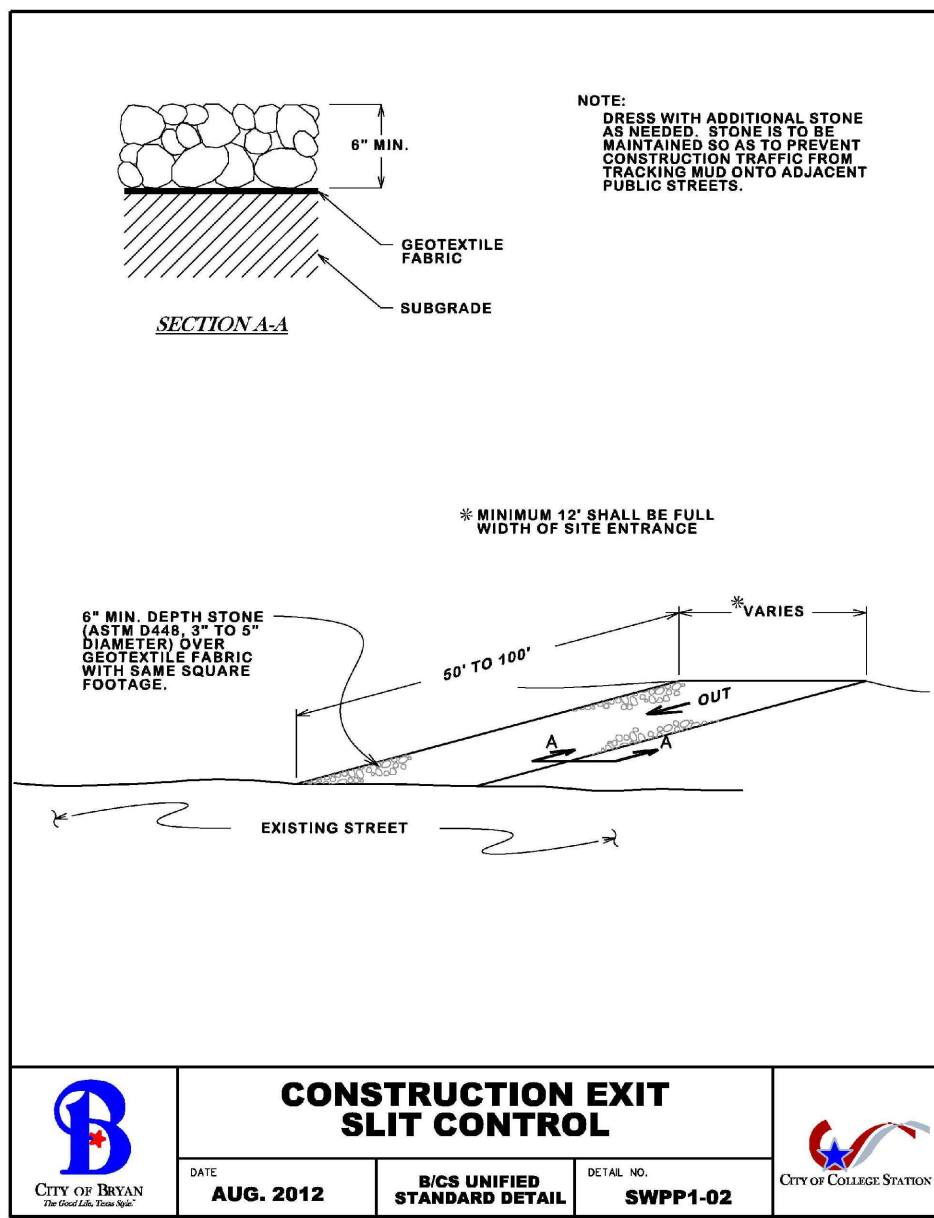 6" MIN.
GEOTEXTILE
FABRIC
SUBGRADE
SECTION A-A
NOTE:
DRESS WITH ADDITIONAL STONE
AS NEEDED. STONE IS TO BE
MAINTAINED SO AS TO PREVENT
CONSTRUCTION TRAFFIC FROM
TRACKING MUD ONTO ADJACENT
PUBLIC STREETS.
* MINIMUM 12' SHALL BE FULL
WIDTH OF SITE ENTRANCE
6" MIN. DEPTH STONE
(ASTM D448, 3" TO 5"
DIAMETER) OVER
GEOTEXTILE FABRIC
WITH SAME SQUARE
FOOTAGE.
50' TO 100'
*VARIES
OUT
A
A
EXISTING STREET
B
CITY OF BRYAN
The Good Life, Texas Style.™
CONSTRUCTION EXIT
SLIT CONTROL
DATE
AUG. 2012
B/CS UNIFIED
STANDARD DETAIL
DETAIL NO.
SWPP1-02
CITY OF COLLEGE STATION